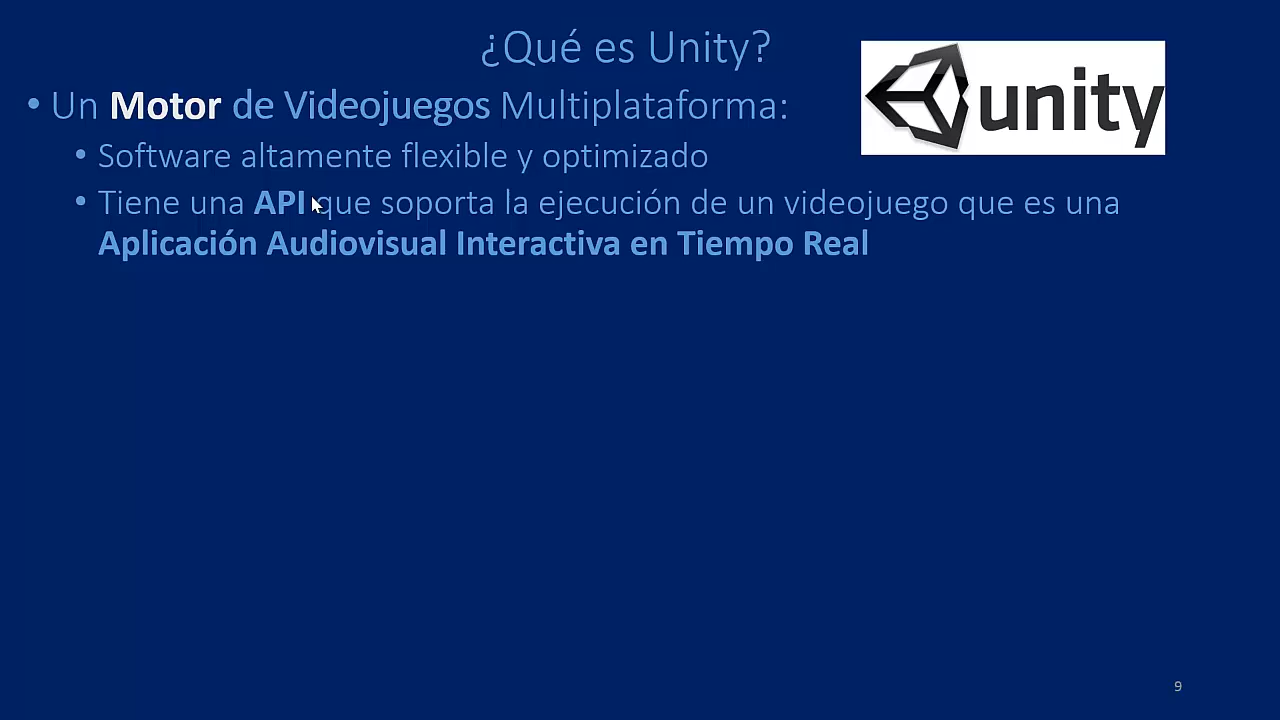 ¿Qué es Unity?
unity
• Un Motor de Videojuegos Multiplataforma:
• Software altamente flexible y optimizado
• Tiene una API que soporta la ejecución de un videojuego que es una
Aplicación Audiovisual Interactiva en Tiempo Real
9